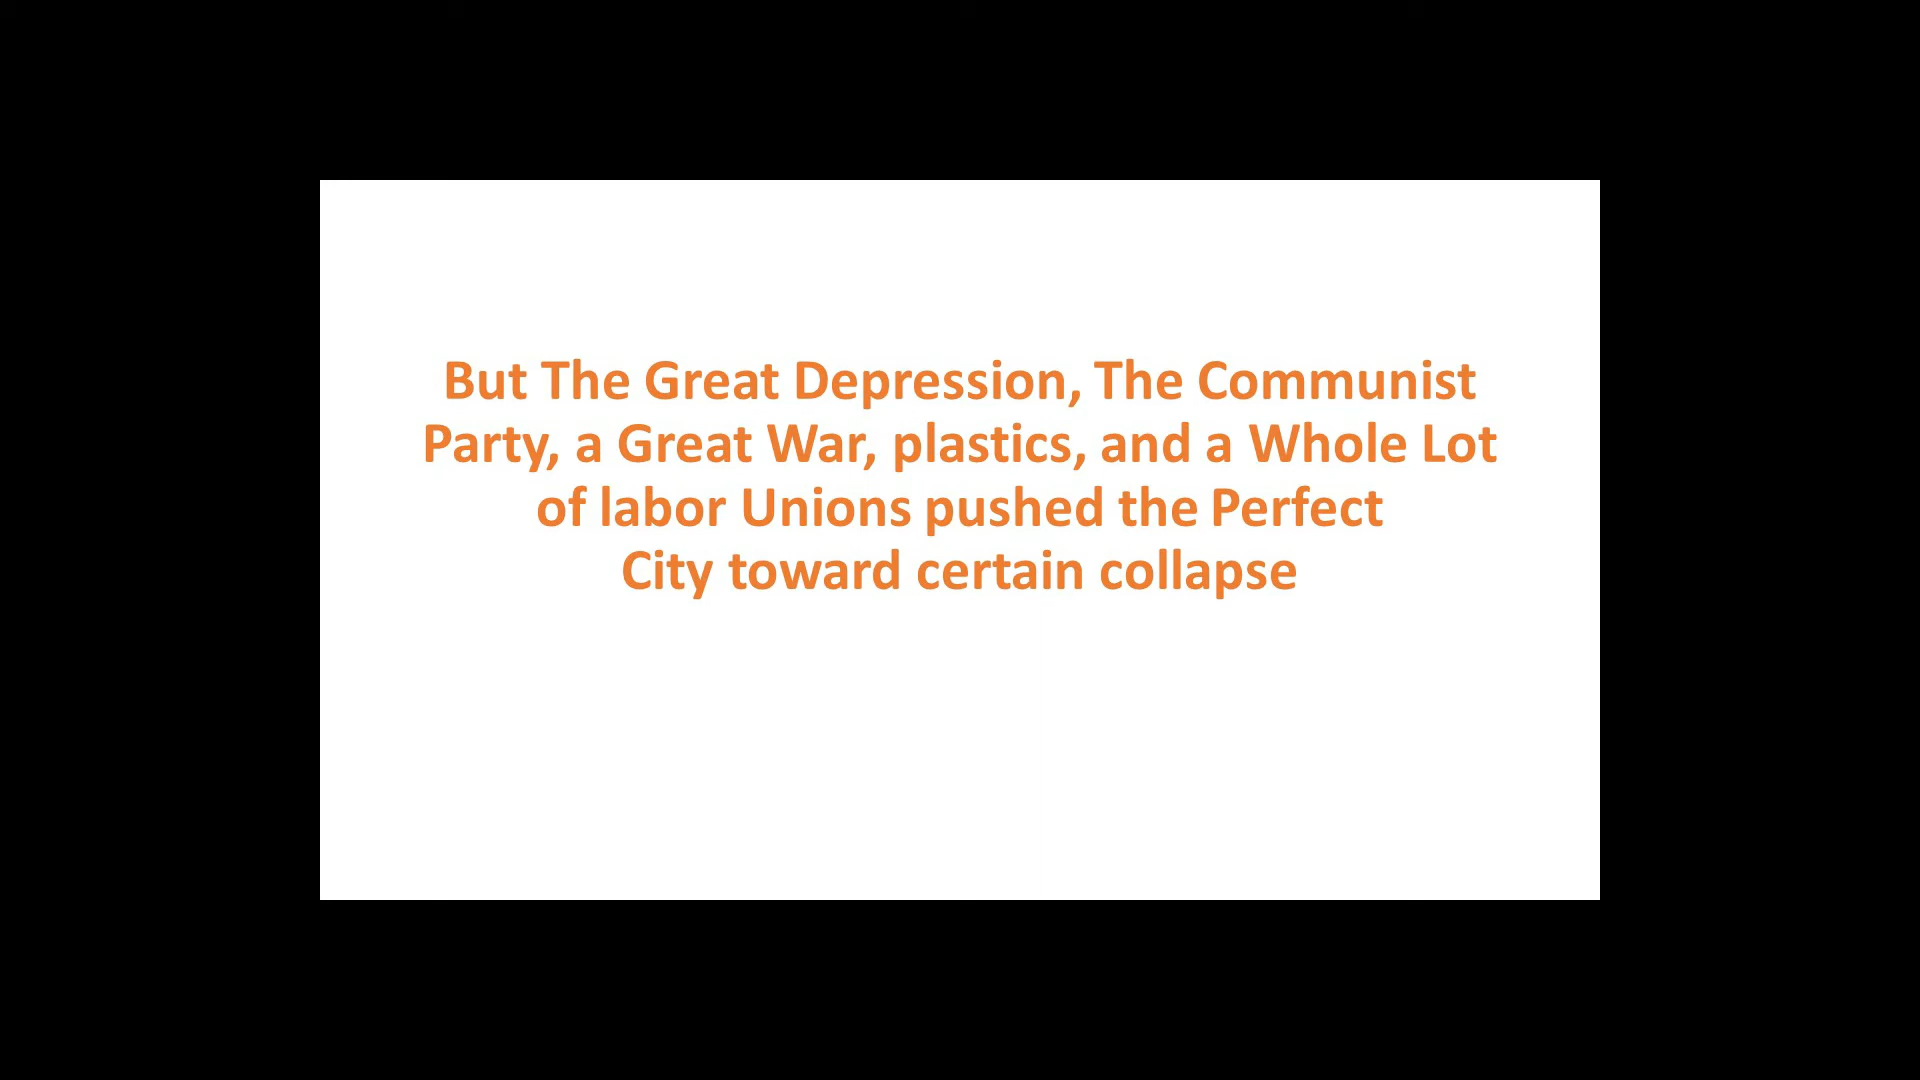 But The Great Depression, The Communist
Party, a Great War, plastics, and a Whole Lot
of labor Unions pushed the Perfect
City toward certain collapse